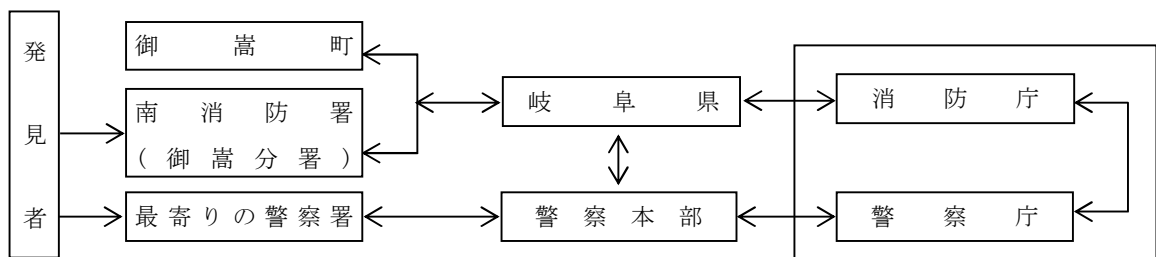 発見者
御嵩町
南消防署
(御嵩分署)
最寄りの警察署
岐阜県
警察本部
消防庁
警察庁